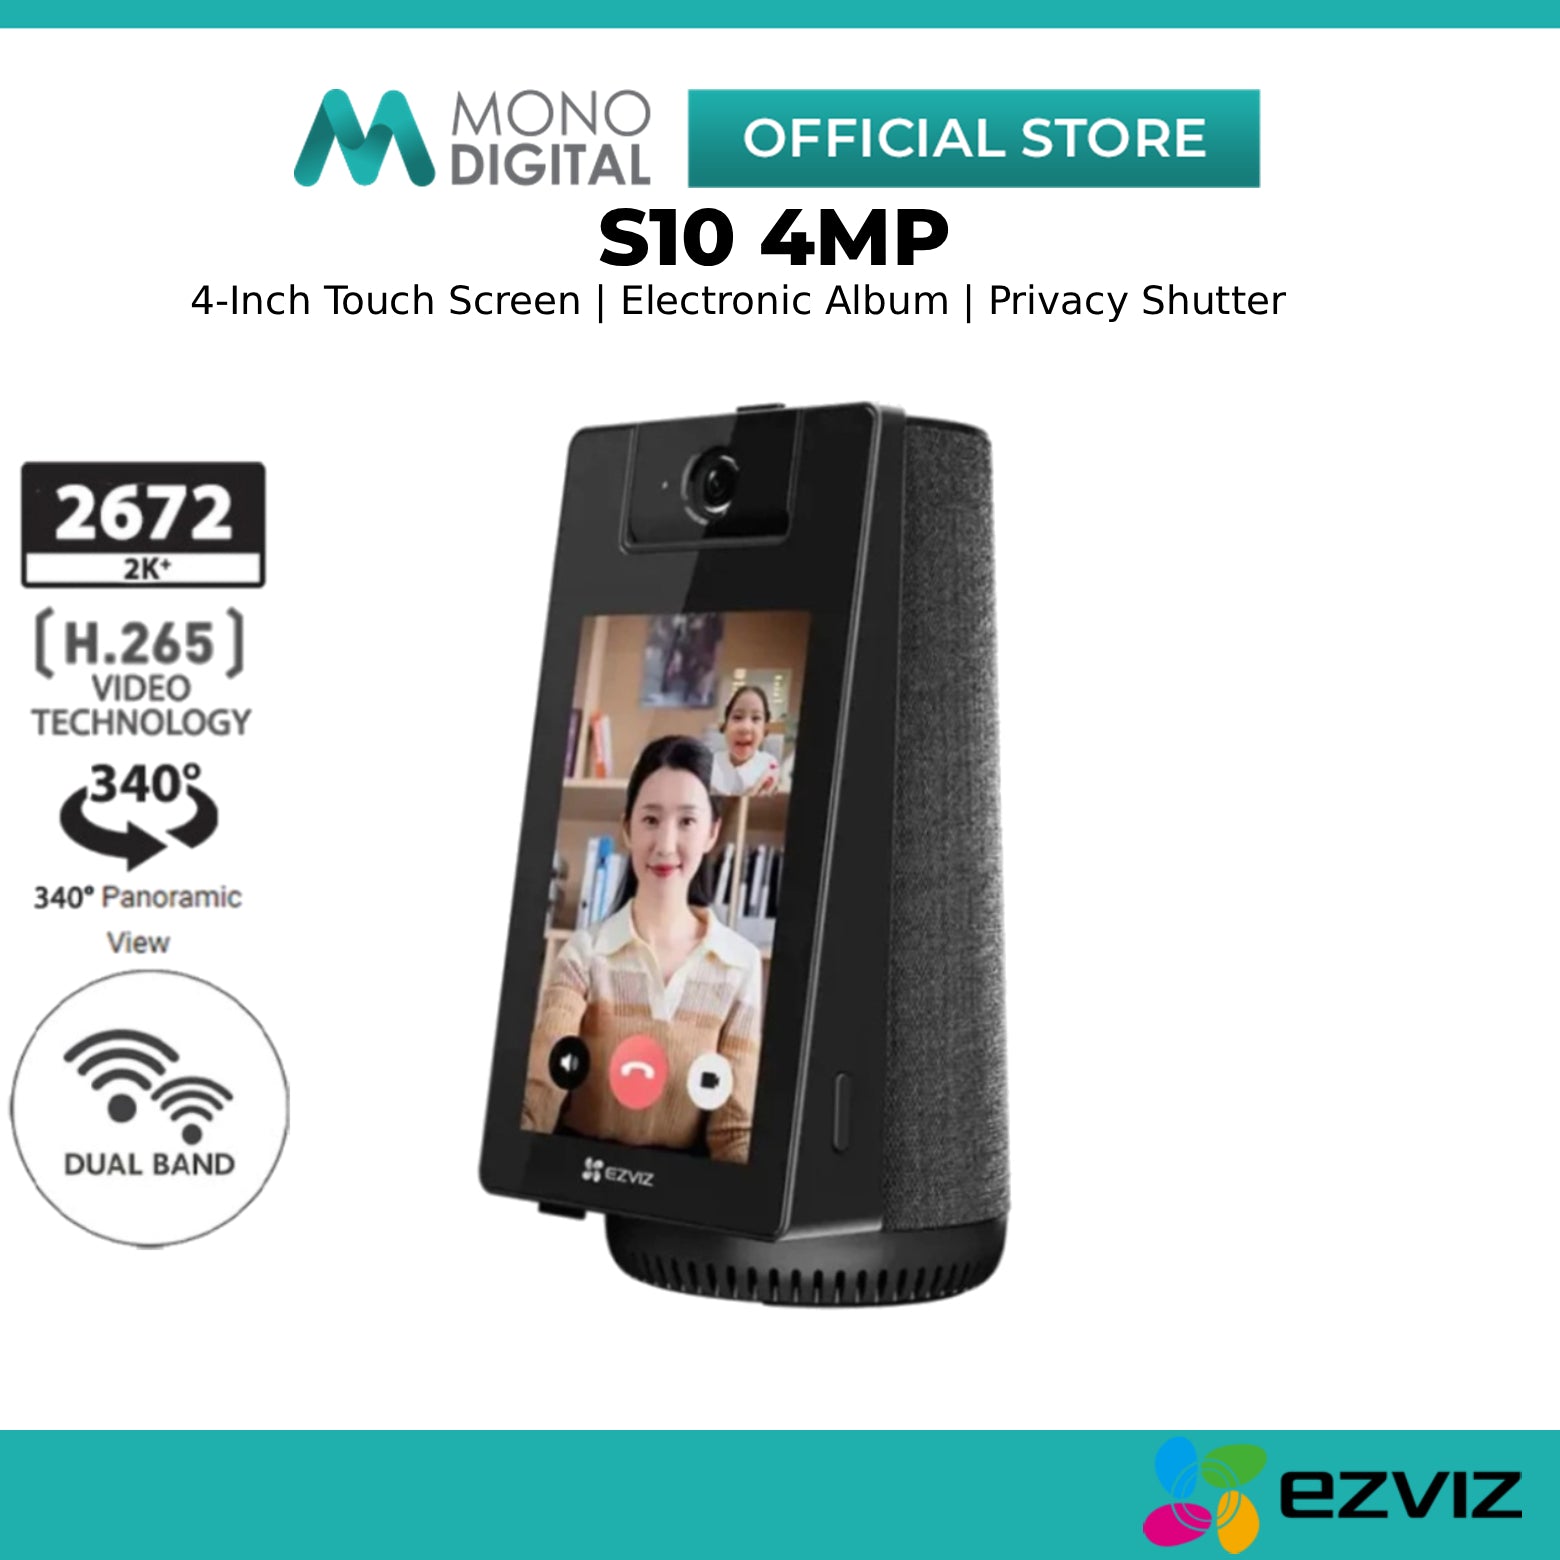 MONO
DIGITAL
OFFICIAL STORE
S10 4MP
4-Inch Touch Screen | Electronic Album | Privacy Shutter
2672
2K+
[H.265]
VIDEO
TECHNOLOGY
340°
340° Panoramic
View
DUAL BAND
EZVIZ
ezviz